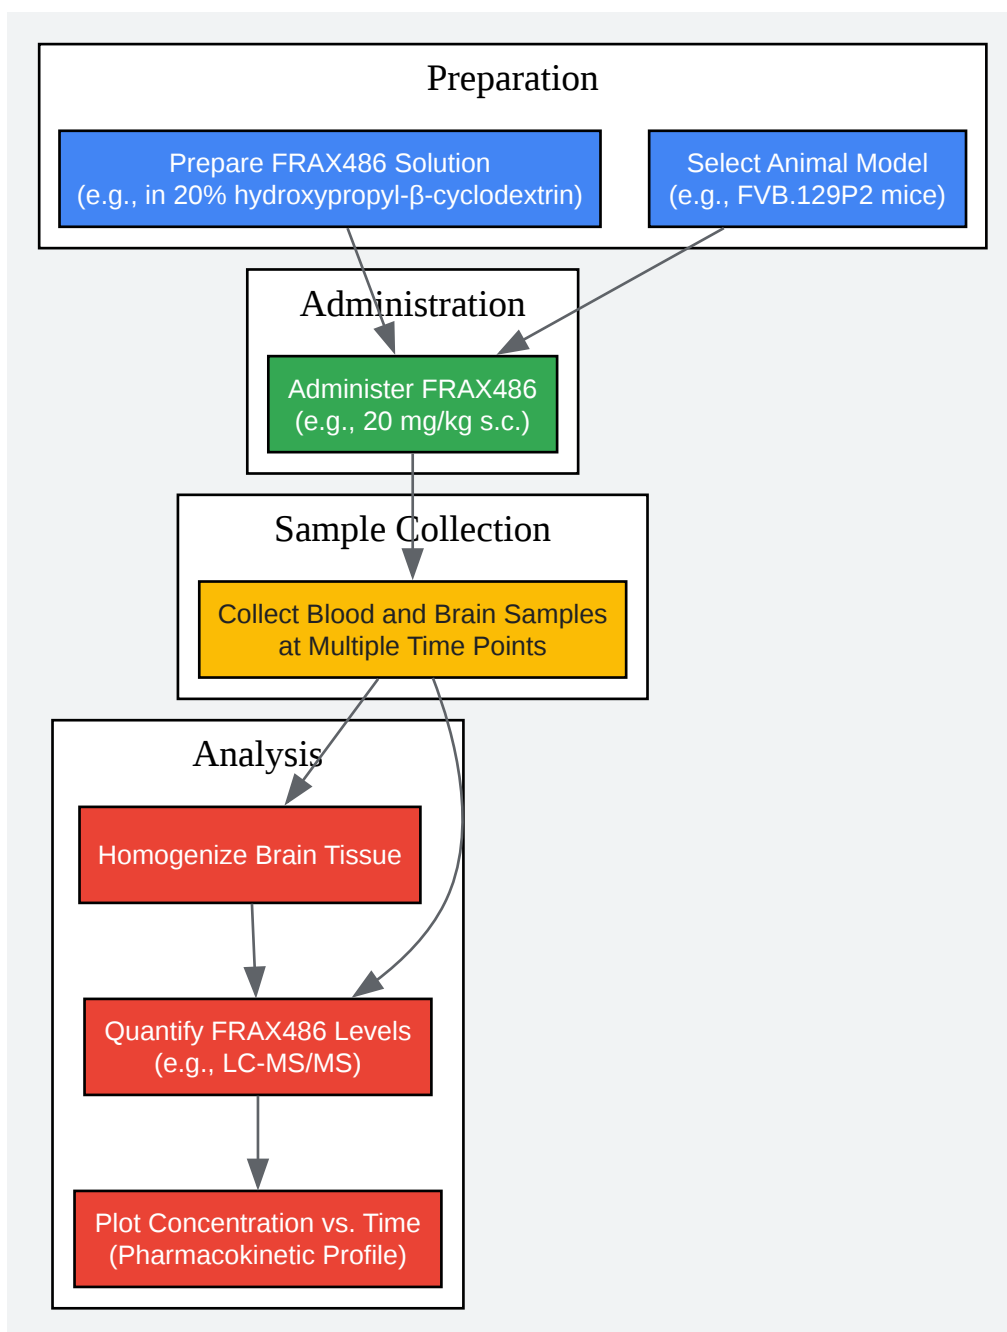 Preparation
Prepare FRAX486 Solution
(e.g., in 20% hydroxypropyl-β-cyclodextrin)
Select Animal Model
(e.g., FVB.129P2 mice)
Administration
Administer FRAX486
(e.g., 20 mg/kg s.c.)
Sample Collection
Collect Blood and Brain Samples
at Multiple Time Points
Analysis
Homogenize Brain Tissue
Quantify FRAX486 Levels
(e.g., LC-MS/MS)
Plot Concentration vs. Time
(Pharmacokinetic Profile)